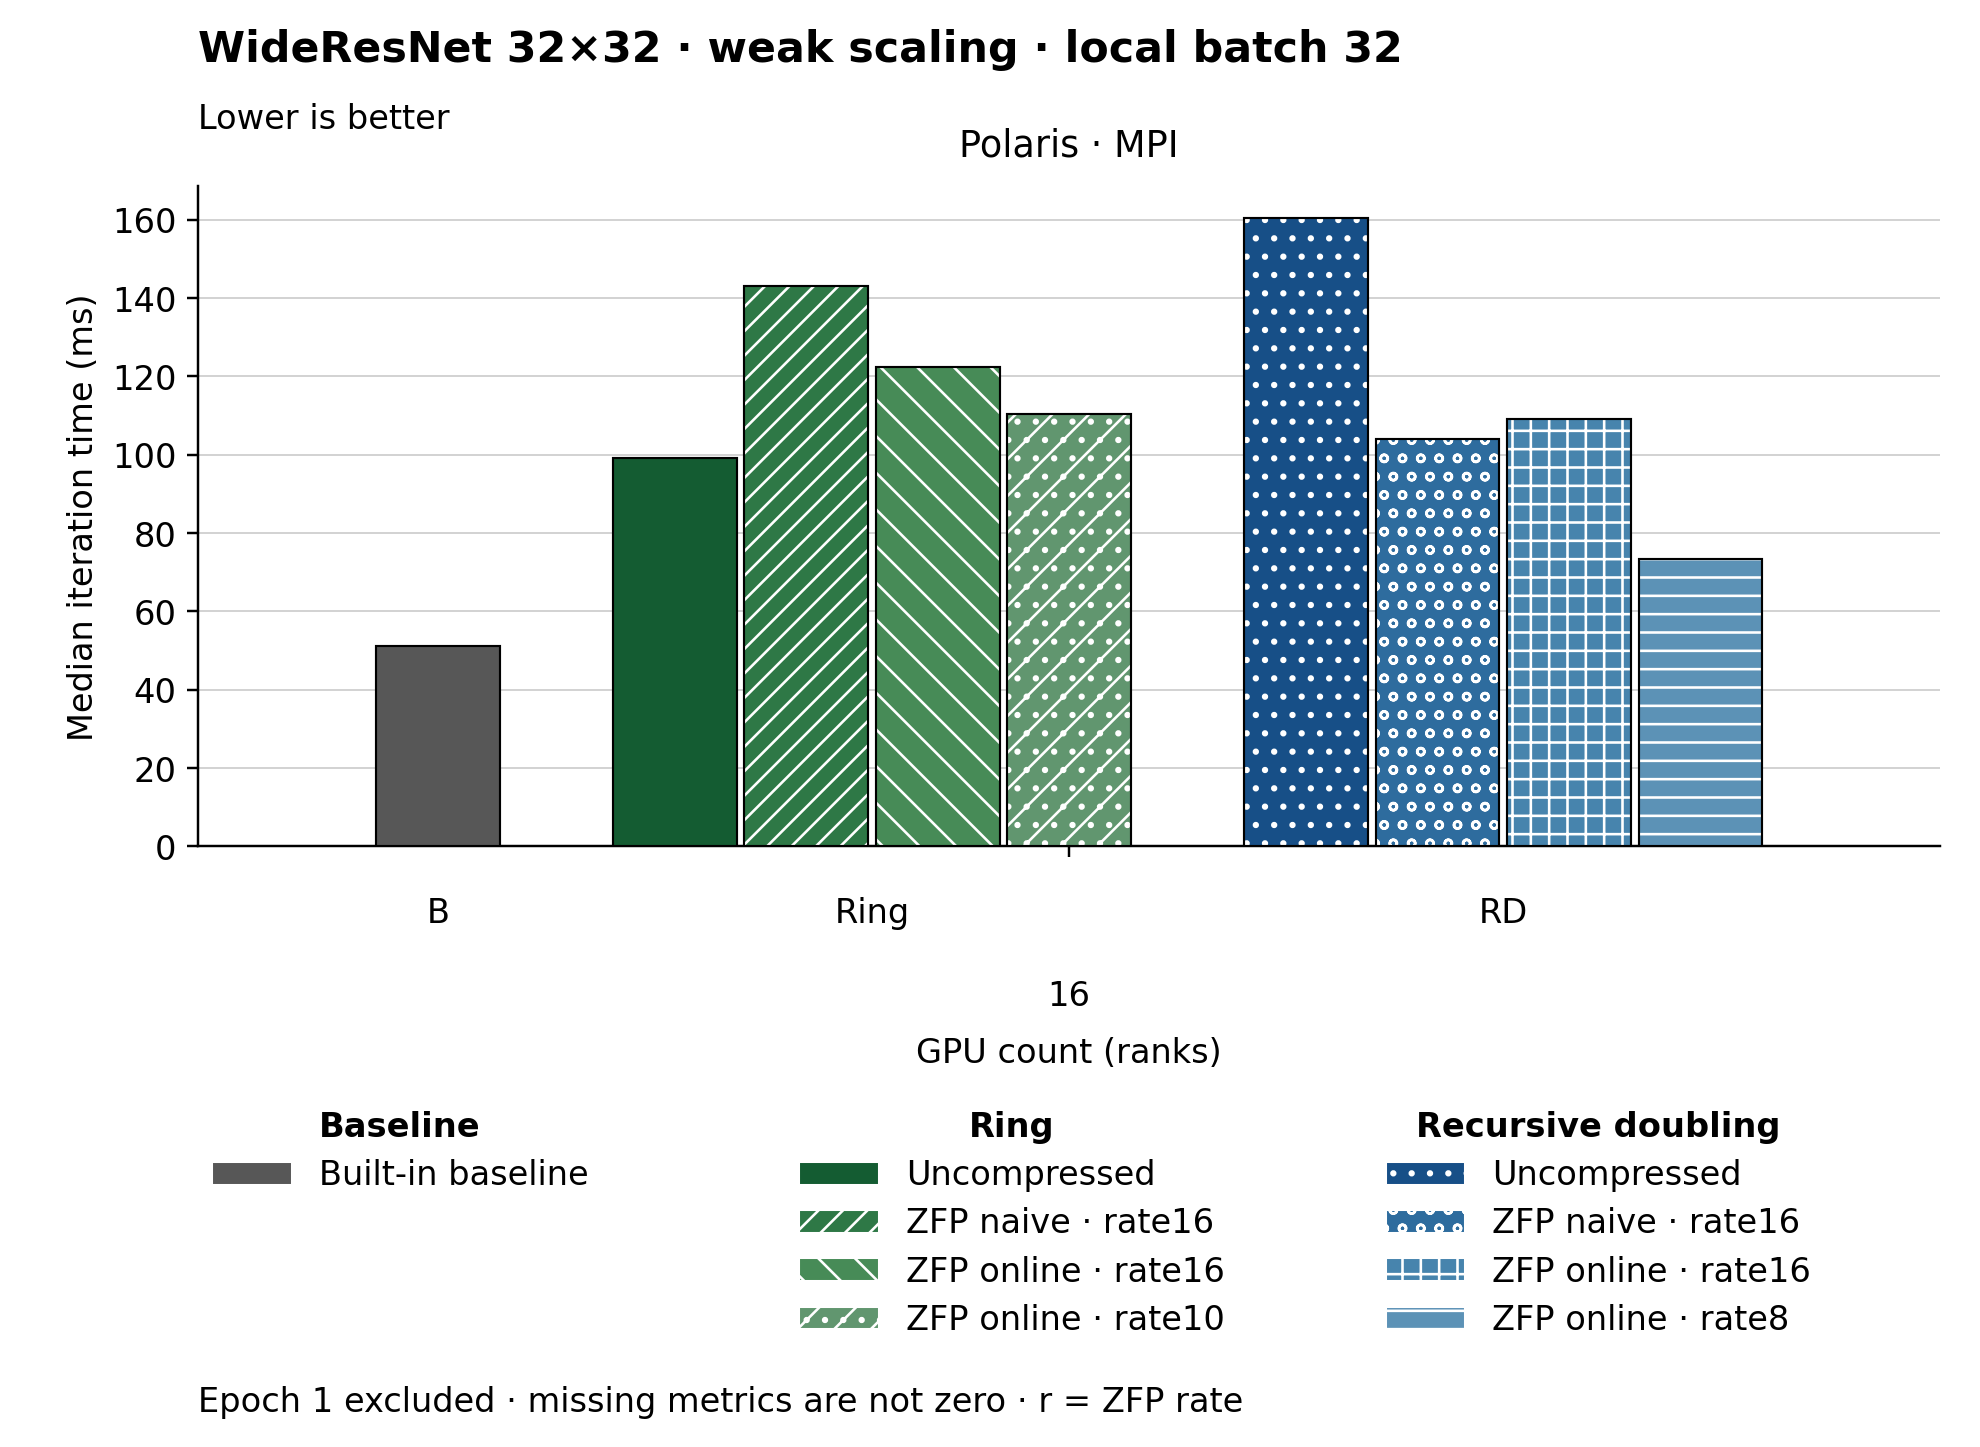 WideResNet 32×32 · weak scaling · local batch 32
Lower is better
Polaris · MPI
Median iteration time (ms)
160
140
120
100
80
60
40
20
0
B Ring RD
16
GPU count (ranks)
Baseline Ring Recursive doubling
Built-in baseline Uncompressed Uncompressed
ZFP naive · rate16 ZFP naive · rate16
ZFP online · rate16 ZFP online · rate16
ZFP online · rate10 ZFP online · rate8
Epoch 1 excluded · missing metrics are not zero · r = ZFP rate